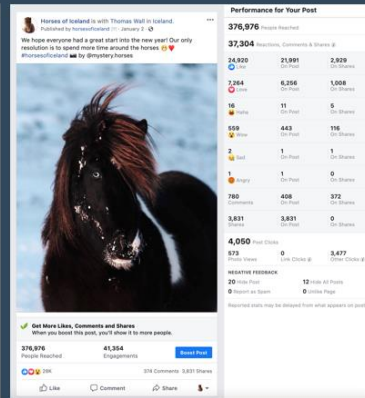 Horses of Iceland is with Thomas Wall in Iceland.
Published by horsesofIceland · January 2
We hope everyone had a great start into the new year! Our only
resolution is to spend more time around the horses
#horsesofIceland by @mystery.horses
Get More Likes, Comments and Shares
When you boost this post, you'll show it to more people.
376,976 41,354
People Reached Engagements
Boost Post
28K 319 Comments 3,831 Shares
Like Comment Share
Performance for Your Post
376,976 People Reached
37,304 Reactions, Comments & Shares
24,920 21,991 2,929
Like On Post On Shares
7,264 6,256 1,008
Love On Post On Shares
16 11 5
Haha On Post On Shares
559 443 116
Wow On Post On Shares
2 1 1
Sad On Post On Shares
1 1 0
Angry On Post On Shares
780 408 372
Comments On Post On Shares
3,831 3,831 0
Shares On Post On Shares
4,050 Post Clicks
573 0 3,477
Photo Views Link Clicks Other Clicks
NEGATIVE FEEDBACK
20 Hide Post 12 Hide All Posts
0 Report as Spam 0 Unlike Page
Reported stats may be delayed from what appears on post